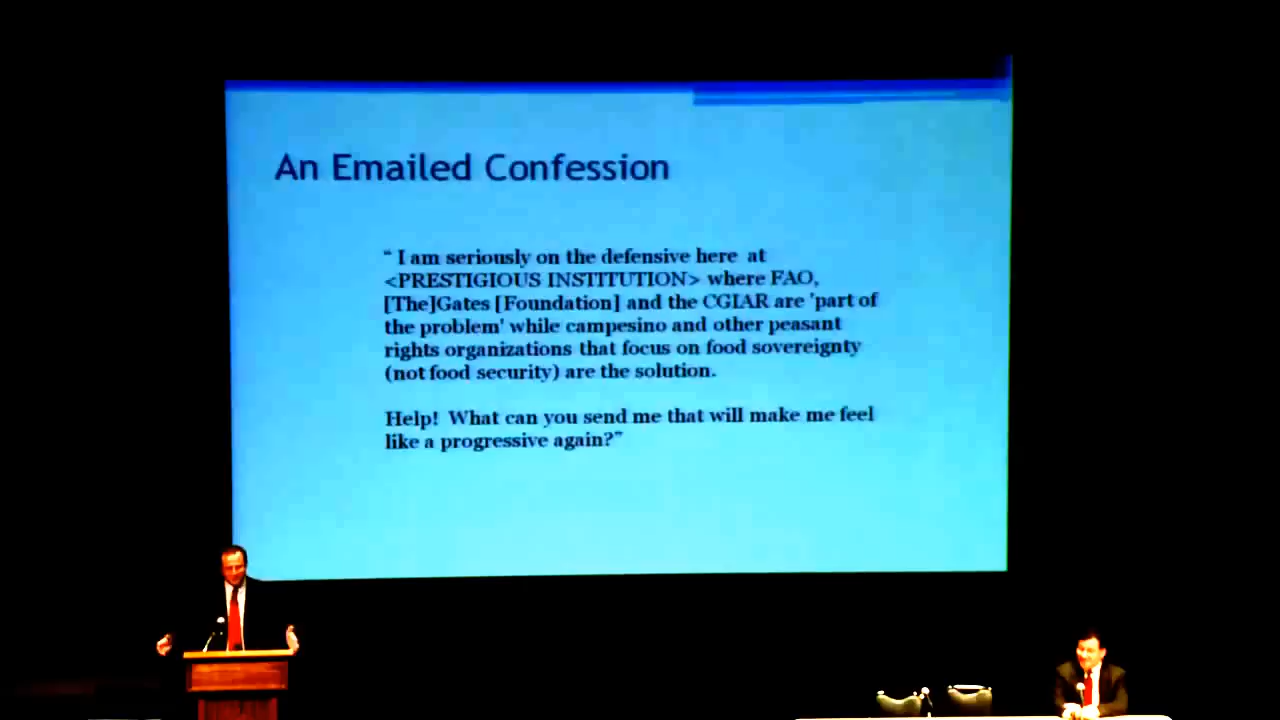 An Emailed Confession
“ I am seriously on the defensive here at
<PRESTIGIOUS INSTITUTION> where FAO,
[The]Gates [Foundation] and the CGIAR are 'part of
the problem' while campesino and other peasant
rights organizations that focus on food sovereignty
(not food security) are the solution.
Help! What can you send me that will make me feel
like a progressive again?”